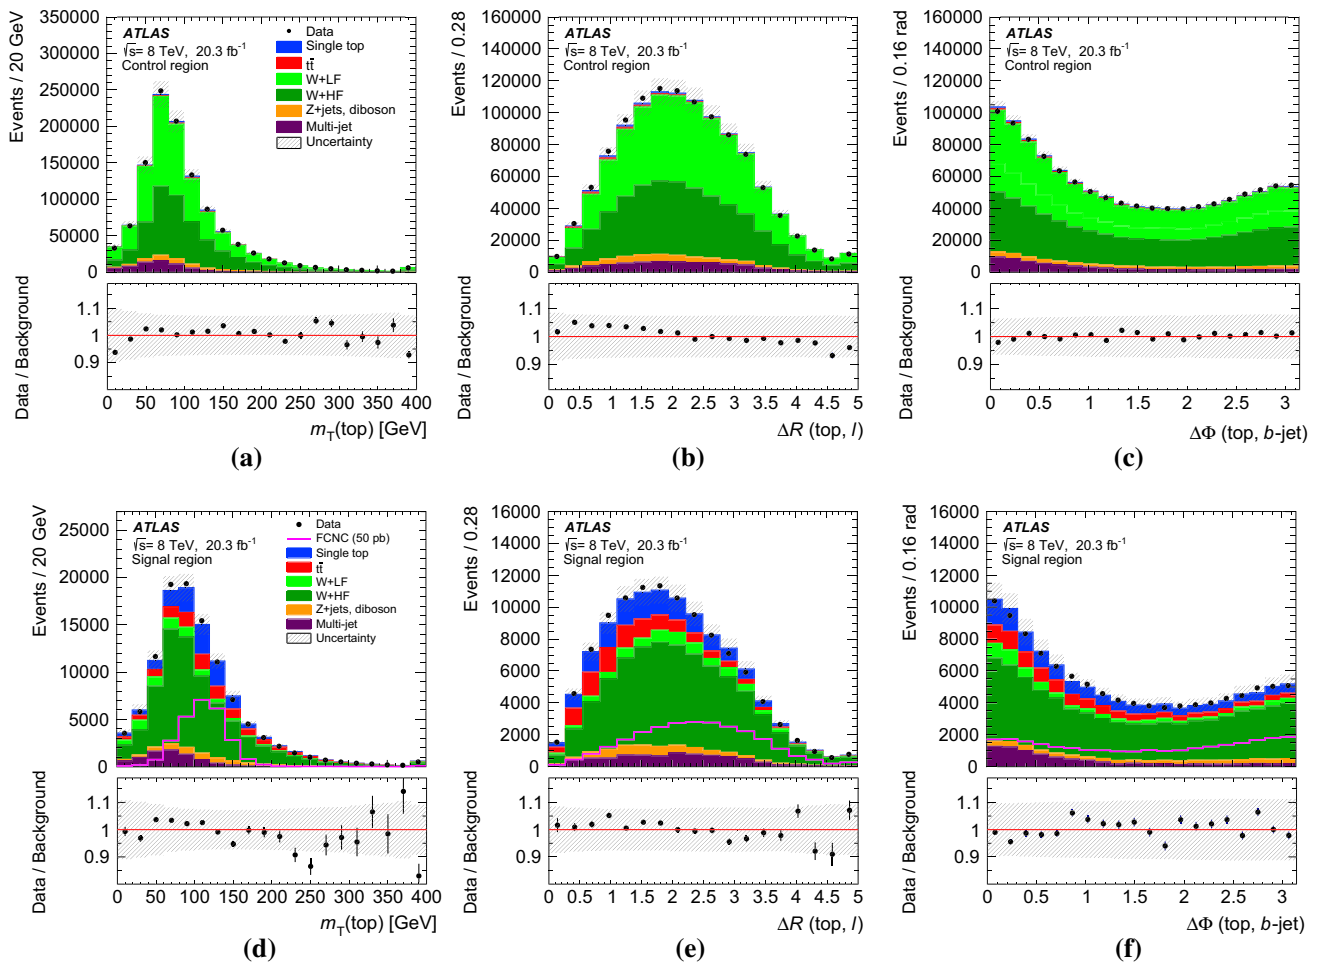 Events / 20 GeV
350000
300000
250000
200000
150000
100000
50000
0
ATLAS
√s= 8 TeV, 20.3 fb-1
Control region
Data
Single top
tt̄
W+LF
W+HF
Z+jets, diboson
Multi-jet
Uncertainty
Data / Background
1.1
1
0.9
0 50 100 150 200 250 300 350 400
mT(top) [GeV]
(a)
Events / 0.28
160000
140000
120000
100000
80000
60000
40000
20000
0
ATLAS
√s= 8 TeV, 20.3 fb-1
Control region
Data / Background
1.1
1
0.9
0 0.5 1 1.5 2 2.5 3 3.5 4 4.5 5
ΔR (top, l)
(b)
Events / 0.16 rad
160000
140000
120000
100000
80000
60000
40000
20000
0
ATLAS
√s= 8 TeV, 20.3 fb-1
Control region
Data / Background
1.1
1
0.9
0 0.5 1 1.5 2 2.5 3
ΔΦ (top, b-jet)
(c)
Events / 20 GeV
25000
20000
15000
10000
5000
0
ATLAS
√s= 8 TeV, 20.3 fb-1
Signal region
Data
FCNC (50 pb)
Single top
tt̄
W+LF
W+HF
Z+jets, diboson
Multi-jet
Uncertainty
Data / Background
1.1
1
0.9
0 50 100 150 200 250 300 350 400
mT(top) [GeV]
(d)
Events / 0.28
16000
14000
12000
10000
8000
6000
4000
2000
0
ATLAS
√s= 8 TeV, 20.3 fb-1
Signal region
Data / Background
1.1
1
0.9
0 0.5 1 1.5 2 2.5 3 3.5 4 4.5 5
ΔR (top, l)
(e)
Events / 0.16 rad
16000
14000
12000
10000
8000
6000
4000
2000
0
ATLAS
√s= 8 TeV, 20.3 fb-1
Signal region
Data / Background
1.1
1
0.9
0 0.5 1 1.5 2 2.5 3
ΔΦ (top, b-jet)
(f)